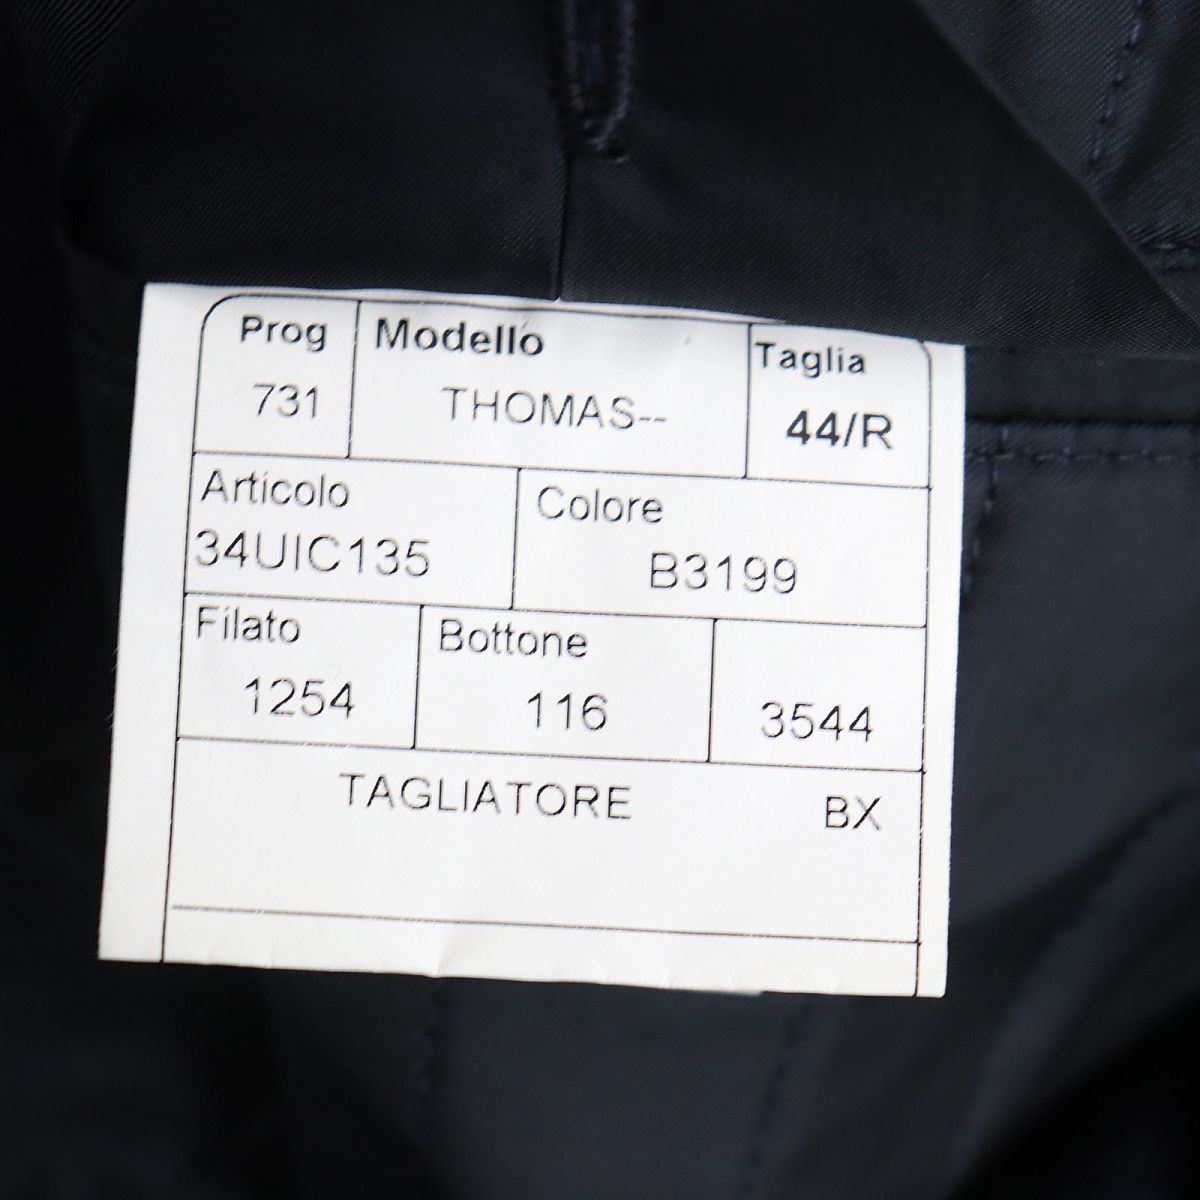 Prog Modello Taglia
731 THOMAS-- 44/R
Articolo Colore
34UIC135 B3199
Filato Bottone
1254 116 3544
TAGLIATORE BX